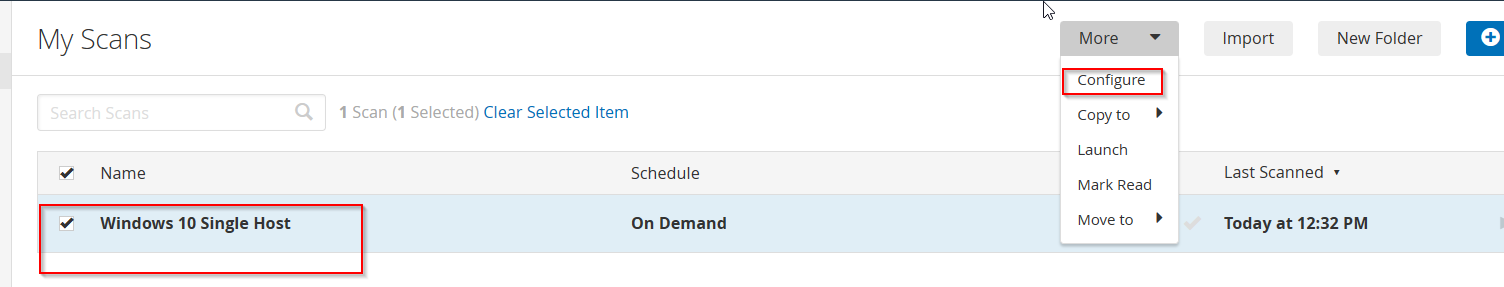 My Scans
More
Import
New Folder
Configure
Search Scans
1 Scan (1 Selected) Clear Selected Item
Copy to
Launch
Name
Schedule
Last Scanned
Mark Read
Windows 10 Single Host
On Demand
Move to
Today at 12:32 PM